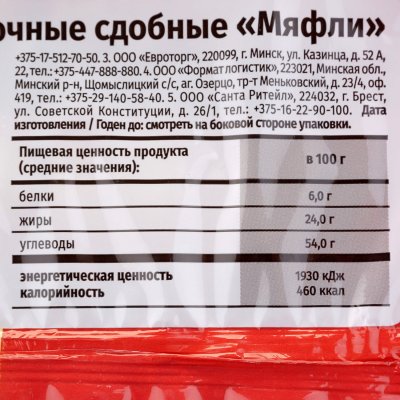 очные сдобные «Мяфли»
+375-17-512-70-50. 3. ООО «Евроторг», 220099, г. Минск, ул. Казинца, д. 52 А,
22, тел.: +375-447-888-880. 4. ООО «Формат логистик», 223021, Минская обл.,
Минский р-н, Щомыслицкий с/с, аг. Озерцо, тр-т Меньковский, д. 23/4, оф.
419, тел.: +375-29-140-58-40. 5. ООО «Санта Ритейл», 224032, г. Брест,
ул. Советской Конституции, д. 26/1, тел.: +375-16-22-90-100. Дата
изготовления / Годен до: смотреть на боковой стороне упаковки.
Пищевая ценность продукта
(средние значения): в 100 г
белки 6,0 г
жиры 24,0 г
углеводы 54,0 г
энергетическая ценность 1930 кДж
калорийность 460 ккал